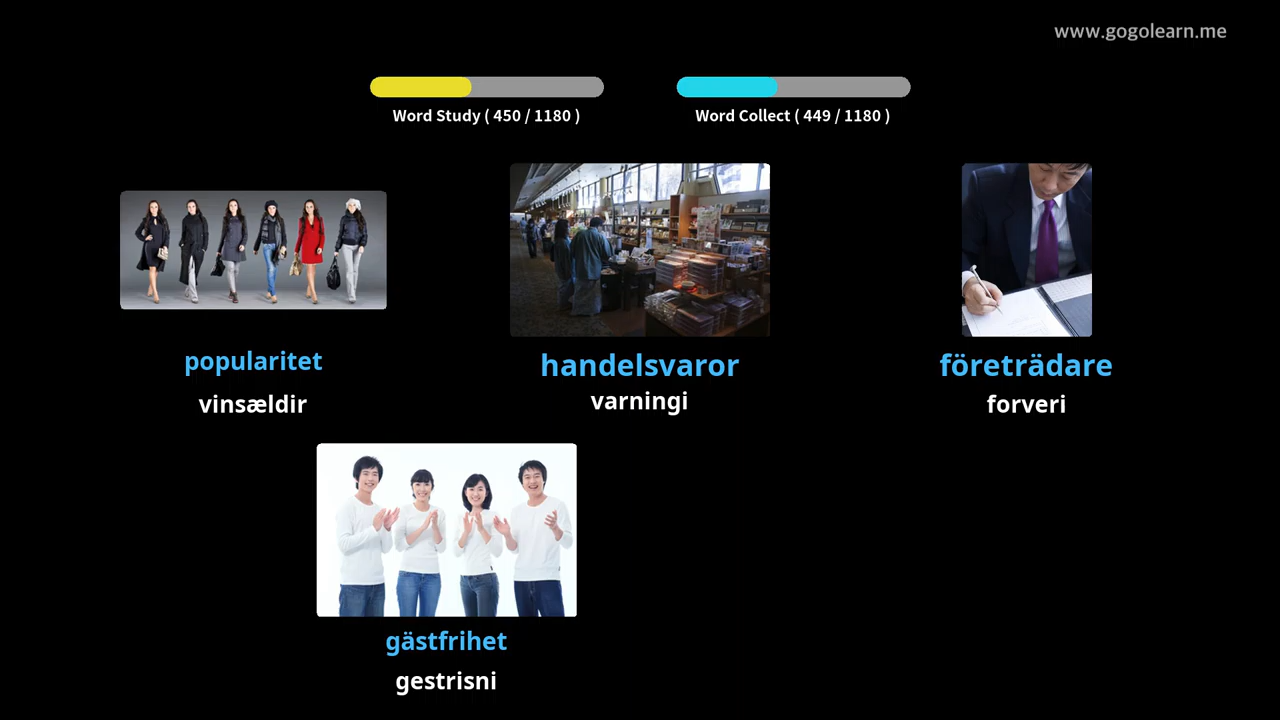 www.gogolearn.me
Word Study ( 450 / 1180 )
Word Collect ( 449 / 1180 )
popularitet
vinsældir
handelsvaror
varningi
företrädare
forveri
gästfrihet
gestrisni